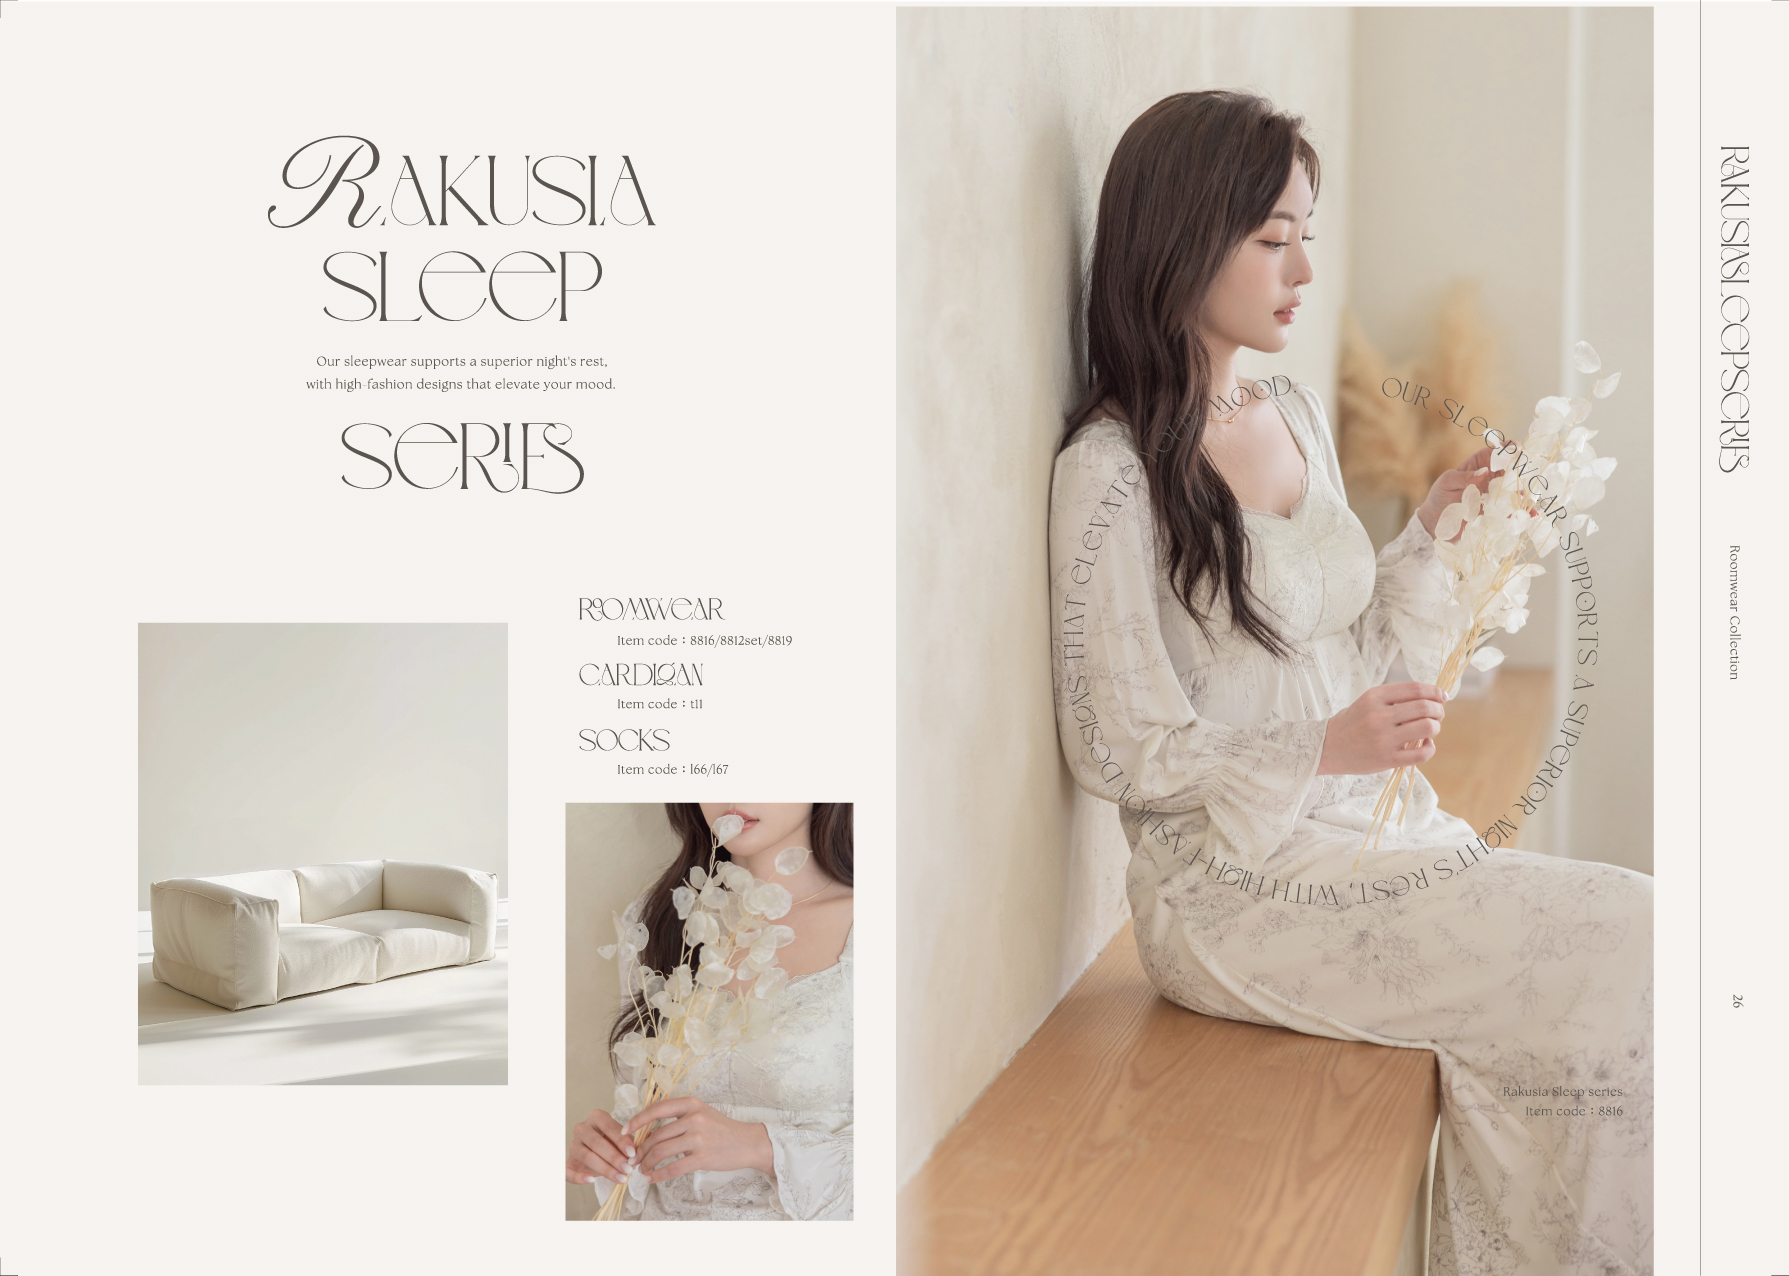 RAKUSIA
SLEEP
Our sleepwear supports a superior night's rest,
with high-fashion designs that elevate your mood.
SERIES
ROOMWEAR
Item code：8816/8812set/8819
CARDIGAN
Item code：t11
SOCKS
Item code：166/167
OUR SLEEPWEAR SUPPORTS A SUPERIOR NIGHT'S REST, WITH HIGH-FASHION DESIGNS THAT ELEVATE YOUR MOOD.
Rakusia Sleep series
Item code：8816
RAKUSIASLEEPSERIES
Roomwear Collection
26